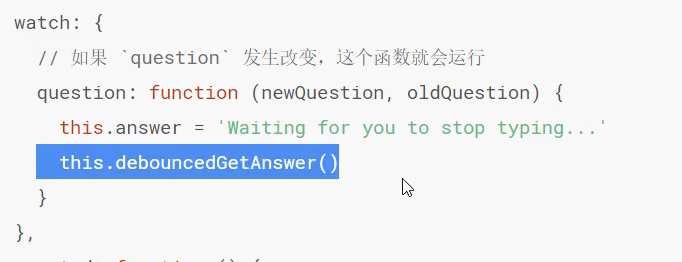 watch: {
// 如果 `question` 发生改变，这个函数就会运行
question: function (newQuestion, oldQuestion) {
this.answer = 'Waiting for you to stop typing...'
this.debouncedGetAnswer()
}
},